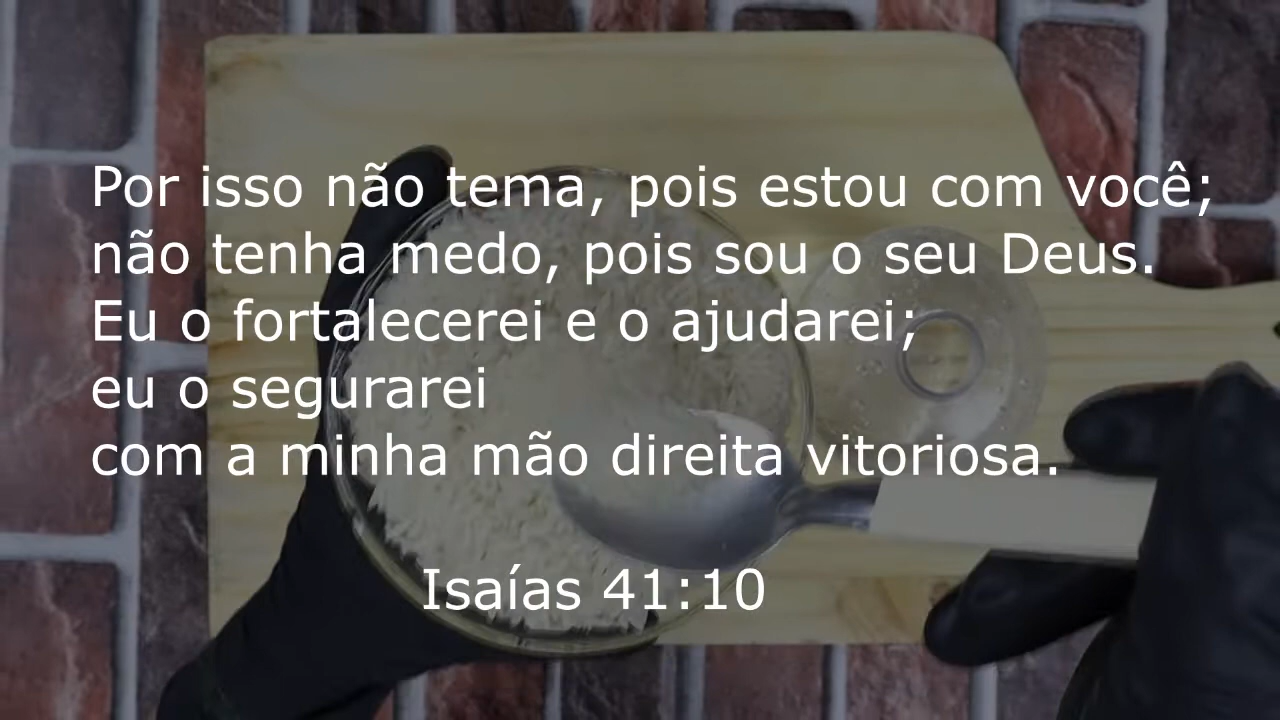 Por isso não tema, pois estou com você;
não tenha medo, pois sou o seu Deus.
Eu o fortalecerei e o ajudarei;
eu o segurarei
com a minha mão direita vitoriosa.
Isaías 41:10